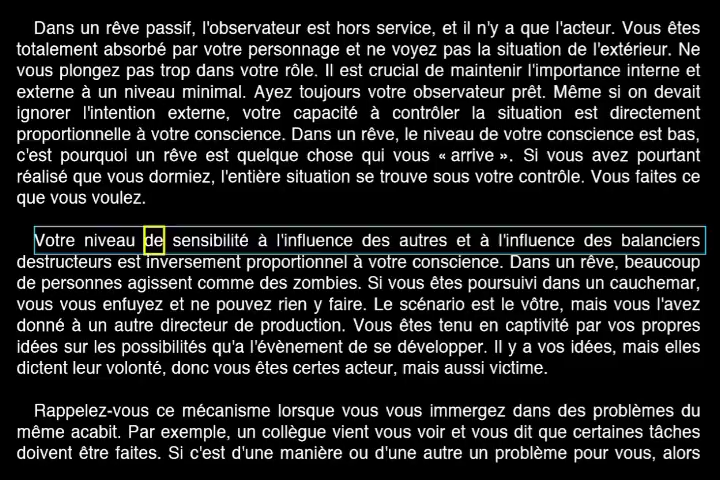 Dans un rêve passif, l'observateur est hors service, et il n'y a que l'acteur. Vous êtes
totalement absorbé par votre personnage et ne voyez pas la situation de l'extérieur. Ne
vous plongez pas trop dans votre rôle. Il est crucial de maintenir l'importance interne et
externe à un niveau minimal. Ayez toujours votre observateur prêt. Même si on devait
ignorer l'intention externe, votre capacité à contrôler la situation est directement
proportionnelle à votre conscience. Dans un rêve, le niveau de votre conscience est bas,
c'est pourquoi un rêve est quelque chose qui vous « arrive ». Si vous avez pourtant
réalisé que vous dormiez, l'entière situation se trouve sous votre contrôle. Vous faites ce
que vous voulez.
Votre niveau de sensibilité à l'influence des autres et à l'influence des balanciers
destructeurs est inversement proportionnel à votre conscience. Dans un rêve, beaucoup
de personnes agissent comme des zombies. Si vous êtes poursuivi dans un cauchemar,
vous vous enfuyez et ne pouvez rien y faire. Le scénario est le vôtre, mais vous l'avez
donné à un autre directeur de production. Vous êtes tenu en captivité par vos propres
idées sur les possibilités qu'a l'évènement de se développer. Il y a vos idées, mais elles
dictent leur volonté, donc vous êtes certes acteur, mais aussi victime.
Rappelez-vous ce mécanisme lorsque vous vous immergez dans des problèmes du
même acabit. Par exemple, un collègue vient vous voir et vous dit que certaines tâches
doivent être faites. Si c'est d'une manière ou d'une autre un problème pour vous, alors